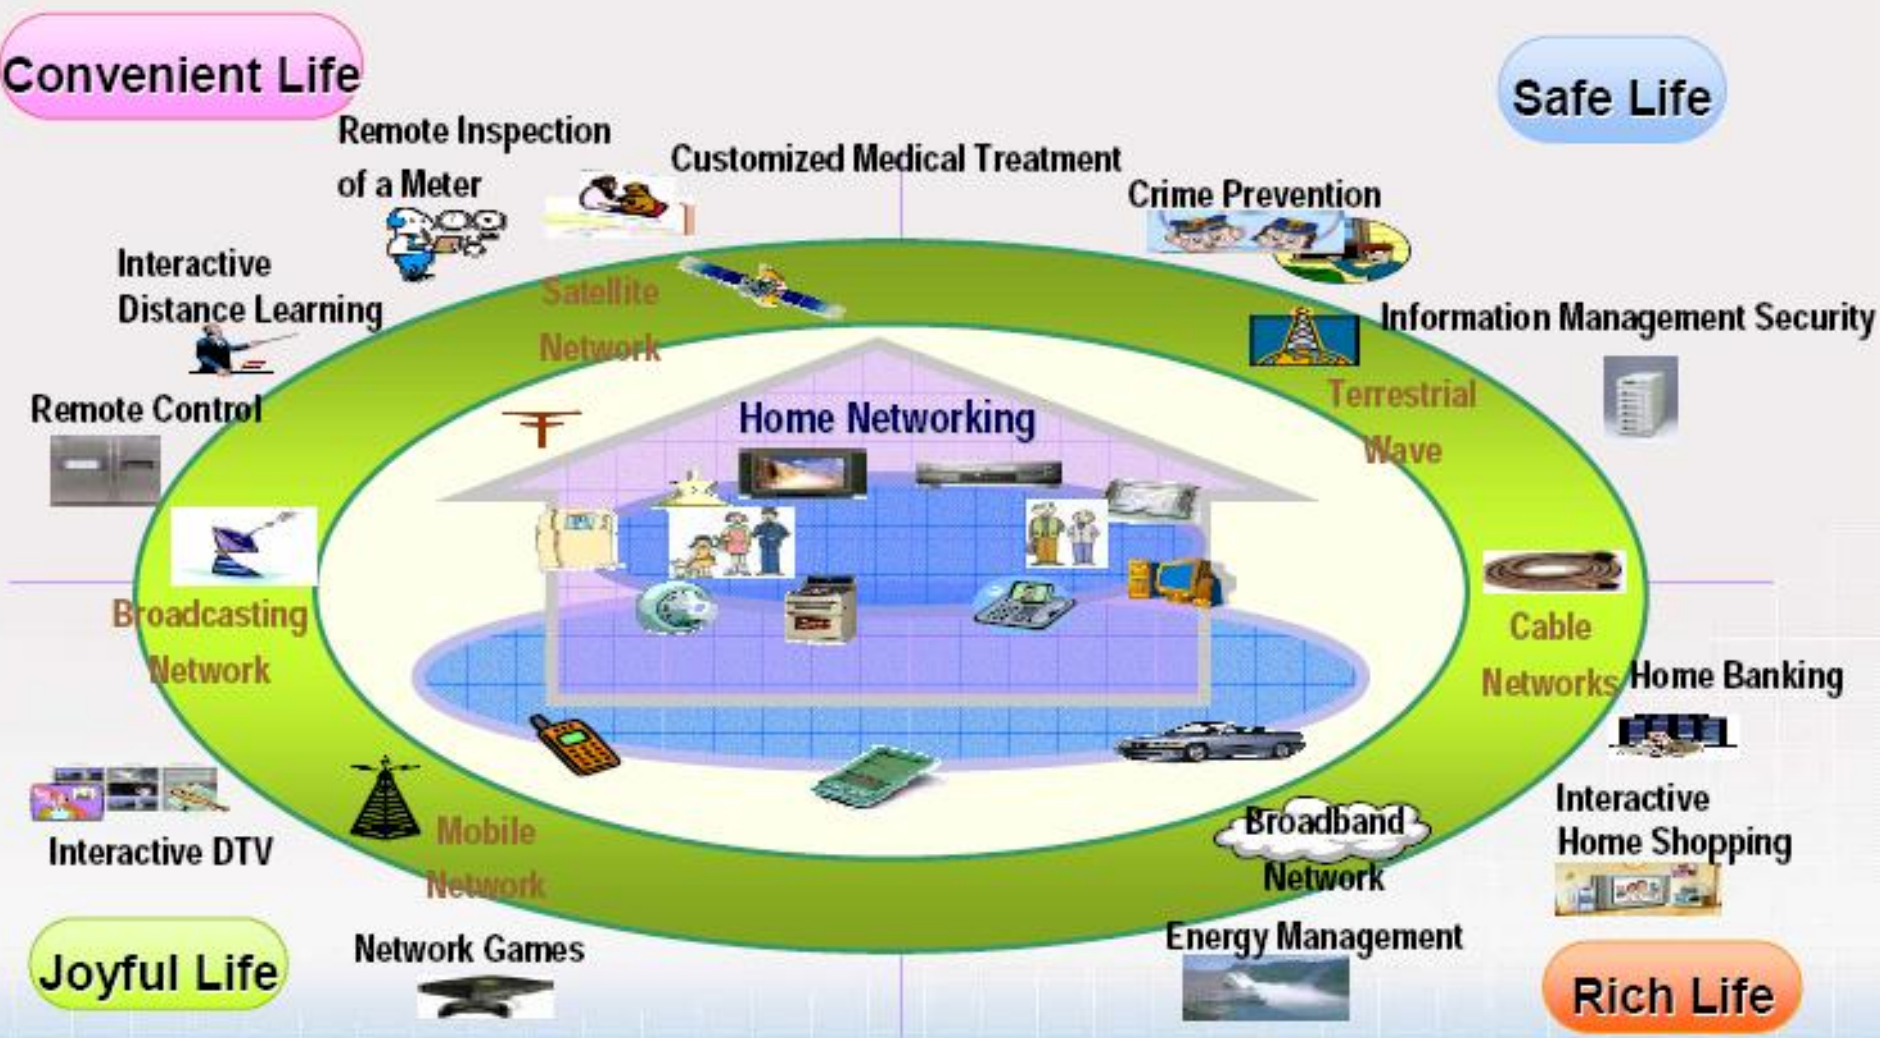 Convenient Life
Safe Life
Remote Inspection
of a Meter
Customized Medical Treatment
Crime Prevention
Interactive
Distance Learning
Satellite
Network
Information Management Security
Remote Control
Home Networking
Terrestrial
Wave
Broadcasting
Network
Cable
Networks
Home Banking
Interactive DTV
Mobile
Network
Broadband
Network
Interactive
Home Shopping
Joyful Life
Network Games
Energy Management
Rich Life